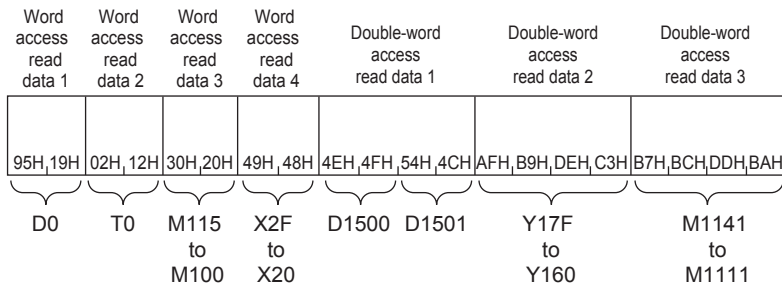 Word access read data 1
Word access read data 2
Word access read data 3
Word access read data 4
Double-word access read data 1
Double-word access read data 2
Double-word access read data 3
95H 19H 02H 12H 30H 20H 49H 48H 4EH 4FH 54H 4CH AFH B9H DEH C3H B7H BCH DDH BAH
D0
T0
M115 to M100
X2F to X20
D1500
D1501
Y17F to Y160
M1141 to M1111